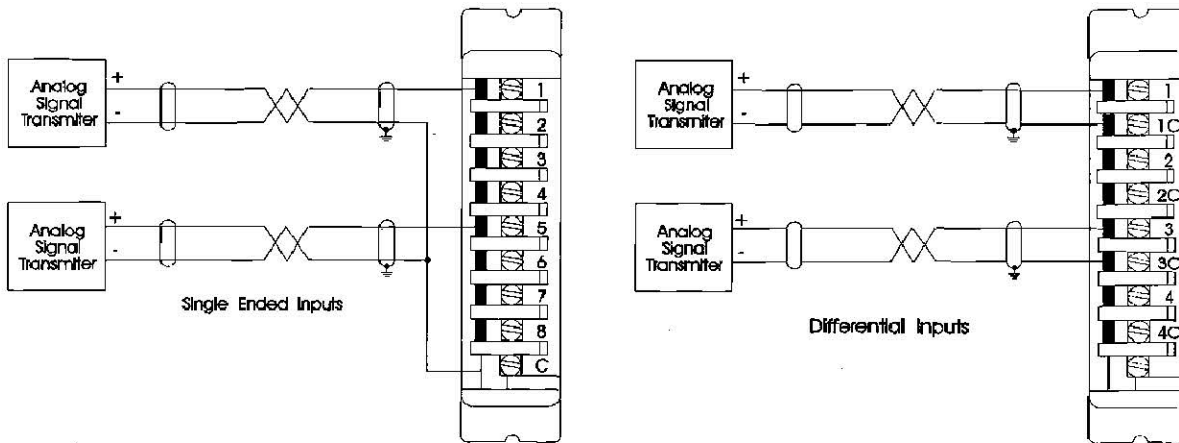 Analog
Signal
Transmiter
+
-
Analog
Signal
Transmiter
+
-
Single Ended Inputs
1
2
3
4
5
6
7
8
C
Analog
Signal
Transmiter
+
-
Analog
Signal
Transmiter
+
-
Differential Inputs
1
1C
2
2C
3
3C
4
4C